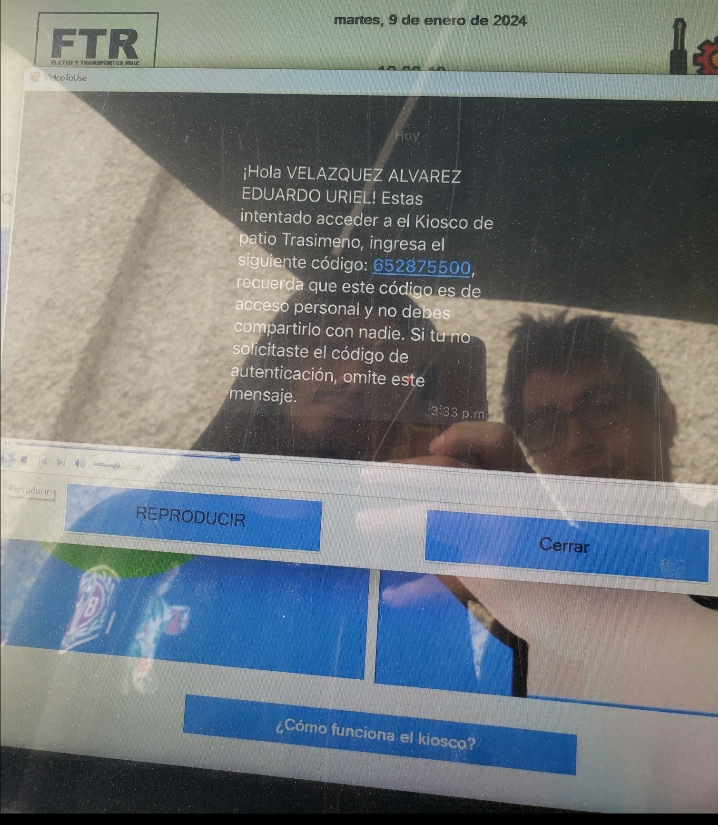 martes, 9 de enero de 2024
FTR
FLETES Y TRANSPORTES RUIZ
VideoToUse
Hoy
¡Hola VELAZQUEZ ALVAREZ
EDUARDO URIEL! Estas
intentado acceder a el Kiosco de
patio Trasimeno, ingresa el
siguiente código: 652875500,
recuerda que este código es de
acceso personal y no debes
compartirlo con nadie. Si tu no
solicitaste el código de
autenticación, omite este
mensaje.
3:33 p.m.
Reproducir
REPRODUCIR
Cerrar
¿Cómo funciona el kiosco?